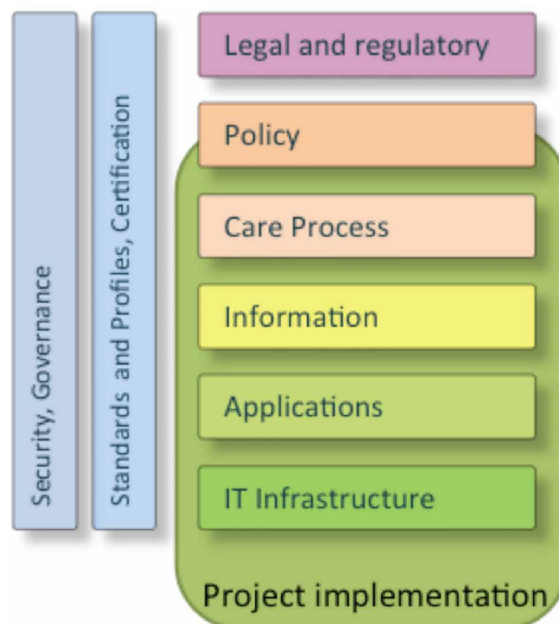 Security, Governance
Standards and Profiles, Certification
Legal and regulatory
Policy
Care Process
Information
Applications
IT Infrastructure
Project implementation